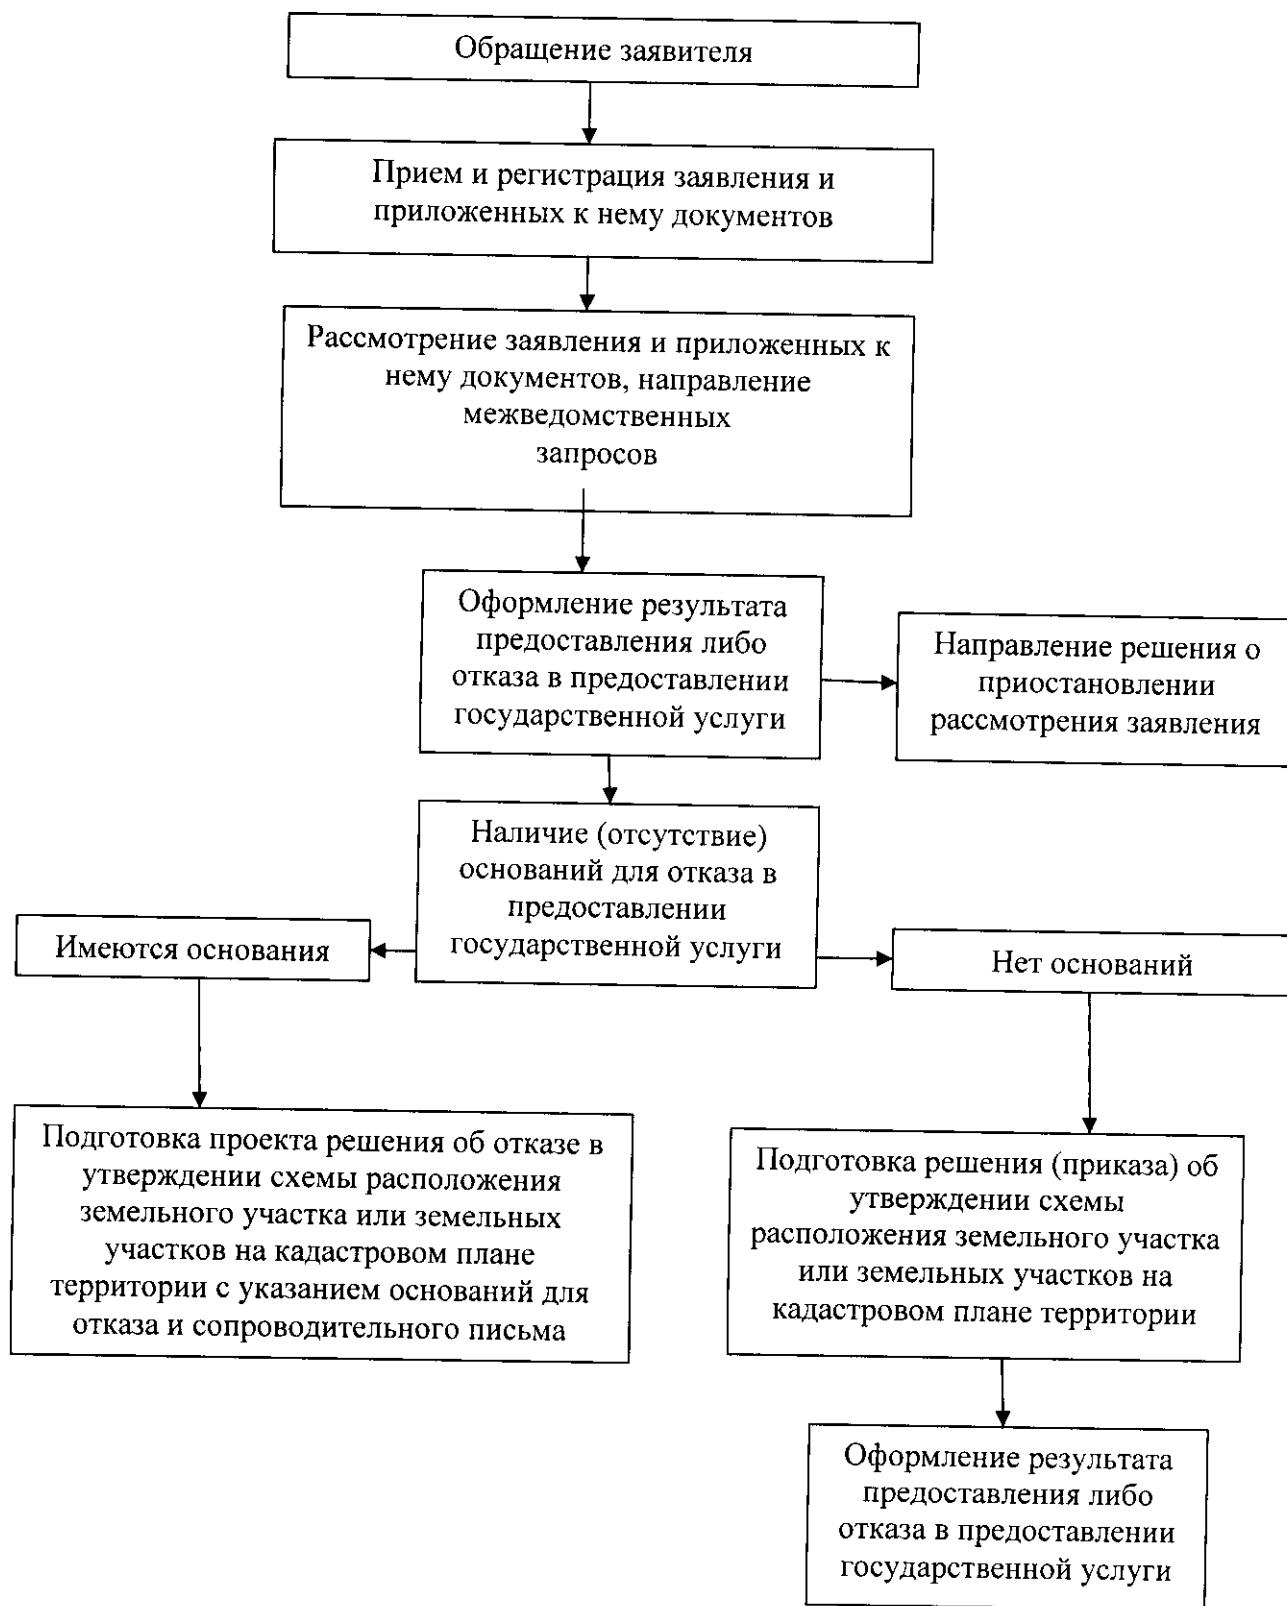 Обращение заявителя
Прием и регистрация заявления и
приложенных к нему документов
Рассмотрение заявления и приложенных к
нему документов, направление
межведомственных
запросов
Оформление результата
предоставления либо
отказа в предоставлении
государственной услуги
Направление решения о
приостановлении
рассмотрения заявления
Наличие (отсутствие)
оснований для отказа в
предоставлении
государственной услуги
Имеются основания
Нет оснований
Подготовка проекта решения об отказе в
утверждении схемы расположения
земельного участка или земельных
участков на кадастровом плане
территории с указанием оснований для
отказа и сопроводительного письма
Подготовка решения (приказа) об
утверждении схемы
расположения земельного участка
или земельных участков на
кадастровом плане территории
Оформление результата
предоставления либо
отказа в предоставлении
государственной услуги